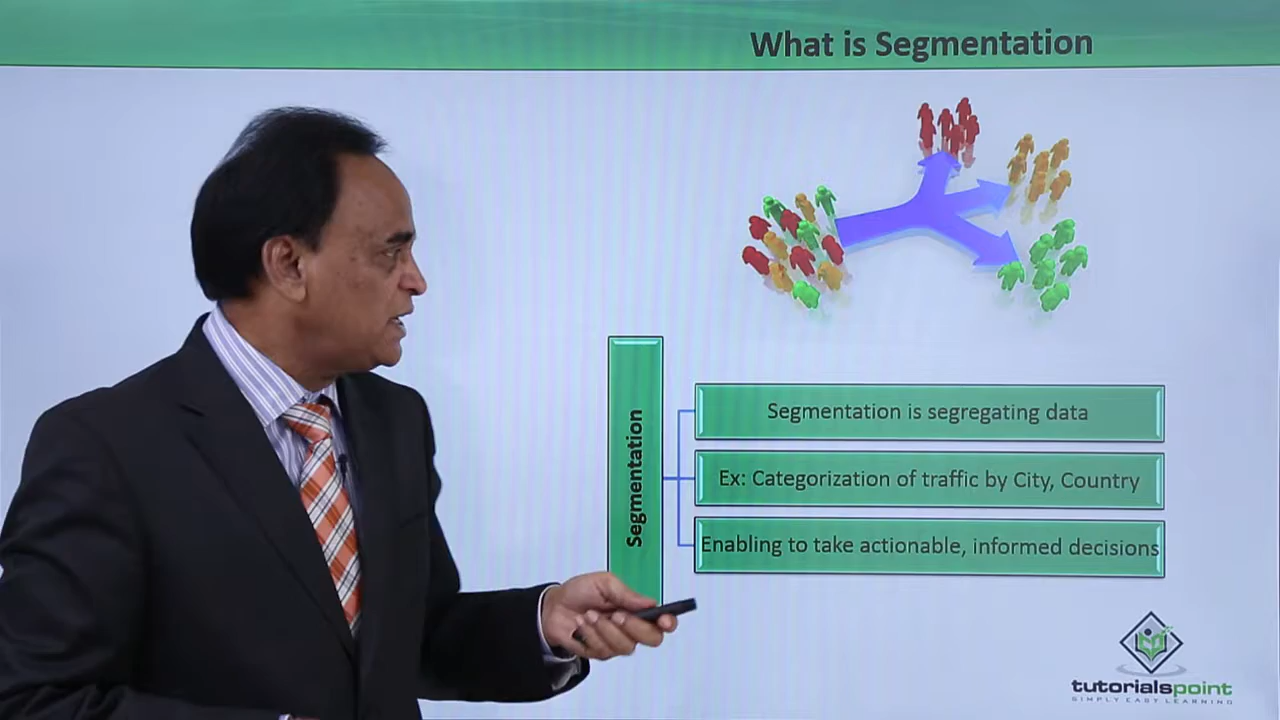 What is Segmentation
Segmentation
Segmentation is segregating data
Ex: Categorization of traffic by City, Country
Enabling to take actionable, informed decisions
tutorialspoint
SIMPLY EASY LEARNING